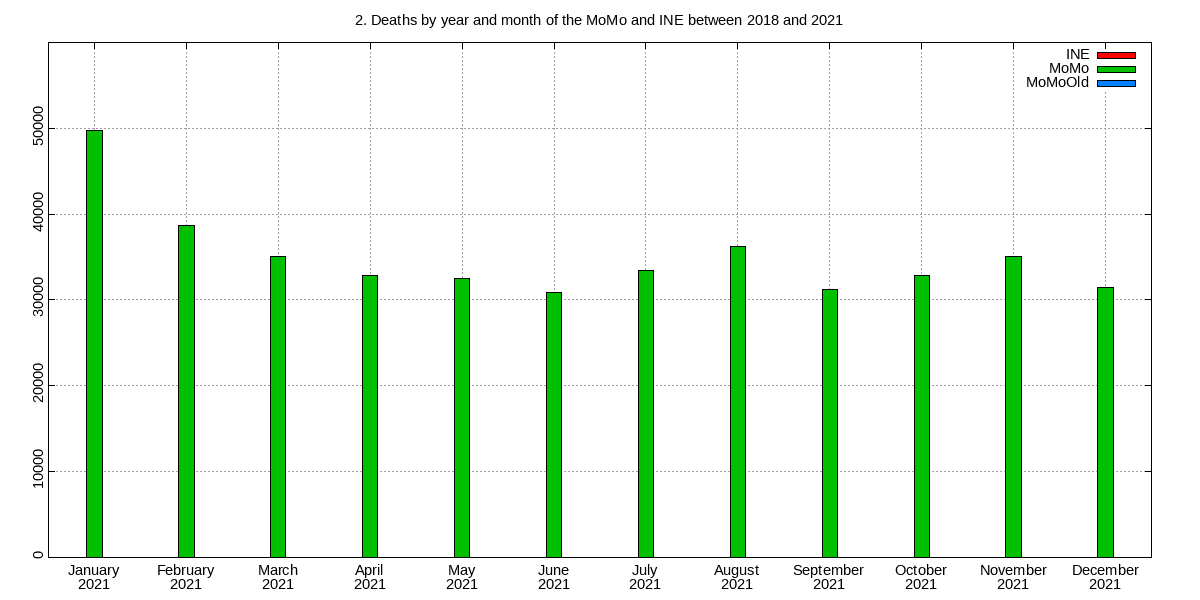 2. Deaths by year and month of the MoMo and INE between 2018 and 2021
INE
MoMo
MoMoOld
50000
40000
30000
20000
10000
0
January February March April May June July August September October November December
2021 2021 2021 2021 2021 2021 2021 2021 2021 2021 2021 2021